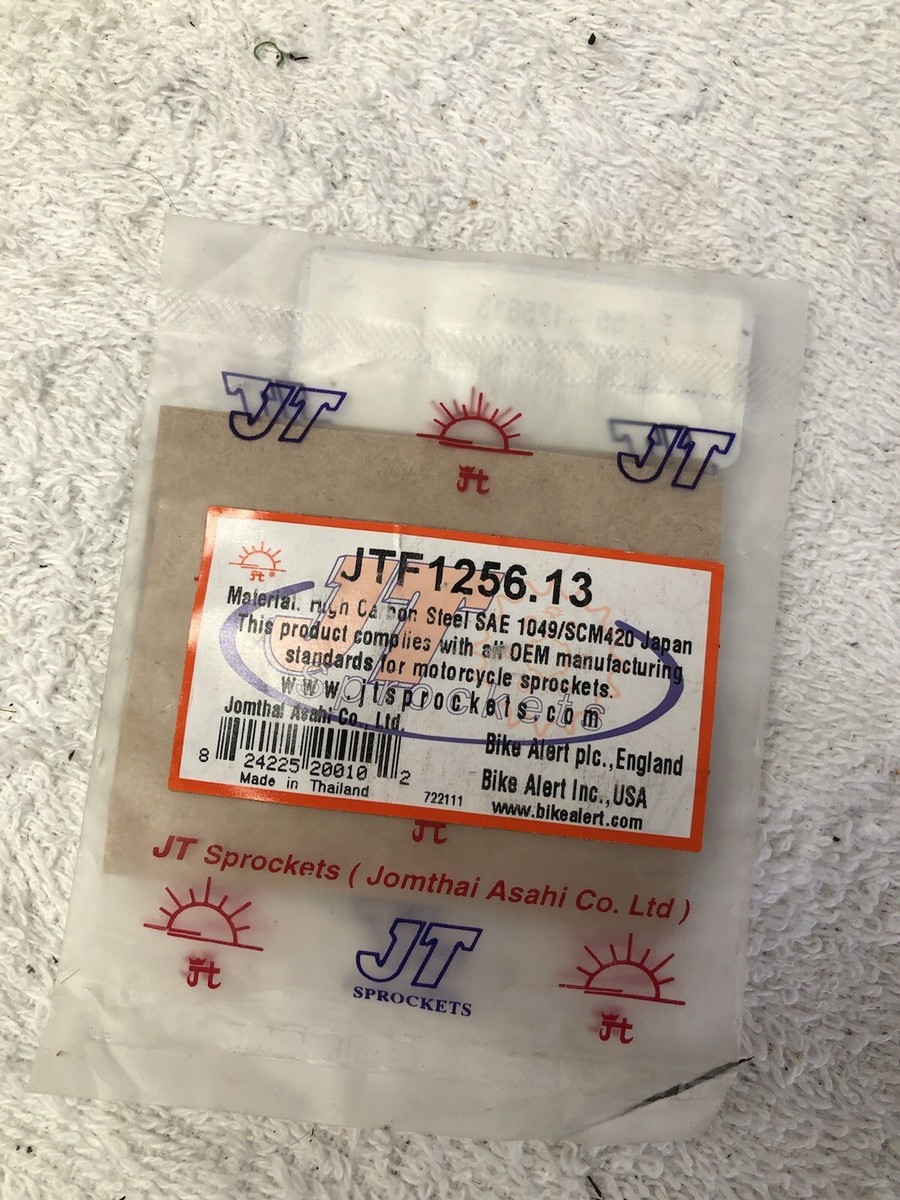 JT
JT
jt
JTF1256.13
jt®
Material: High Carbon Steel SAE 1049/SCM420 Japan
This product complies with all OEM manufacturing
standards for motorcycle sprockets.
www.jtsprockets.com
JT
Sprockets
Jomthai Asahi Co., Ltd.
8 24225 20010 2
Made in Thailand
722111
Bike Alert plc.,England
Bike Alert Inc.,USA
www.bikealert.com
jt
JT Sprockets ( Jomthai Asahi Co. Ltd )
jt
JT
SPROCKETS
jt